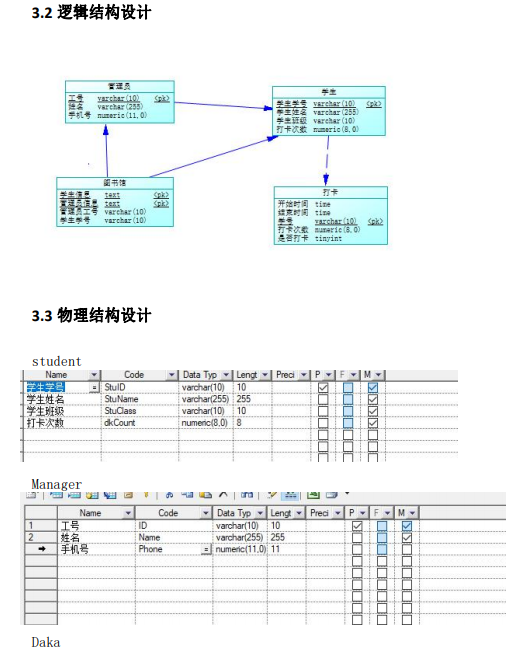 3.2 逻辑结构设计
管理员
工号 varchar(10) <pk>
姓名 varchar(255)
手机号 numeric(11,0)
学生
学生学号 varchar(10) <pk>
学生姓名 varchar(255)
学生班级 varchar(10)
打卡次数 numeric(8,0)
图书馆
学生信息 text <pk>
管理员信息 text <pk>
管理员工号 varchar(10)
学生学号 varchar(10)
打卡
开始时间 time
结束时间 time
学号 varchar(10) <pk>
打卡次数 numeric(8,0)
是否打卡 tinyint
3.3 物理结构设计
student
Name Code Data Typ Lengt Preci P F M
学生学号 = StuID varchar(10) 10
学生姓名 StuName varchar(255) 255
学生班级 StuClass varchar(10) 10
打卡次数 dkCount numeric(8,0) 8
Manager
Name Code Data Typ Lengt Preci P F M
1 工号 ID varchar(10) 10
2 姓名 Name varchar(255) 255
手机号 Phone = numeric(11,0) 11
Daka